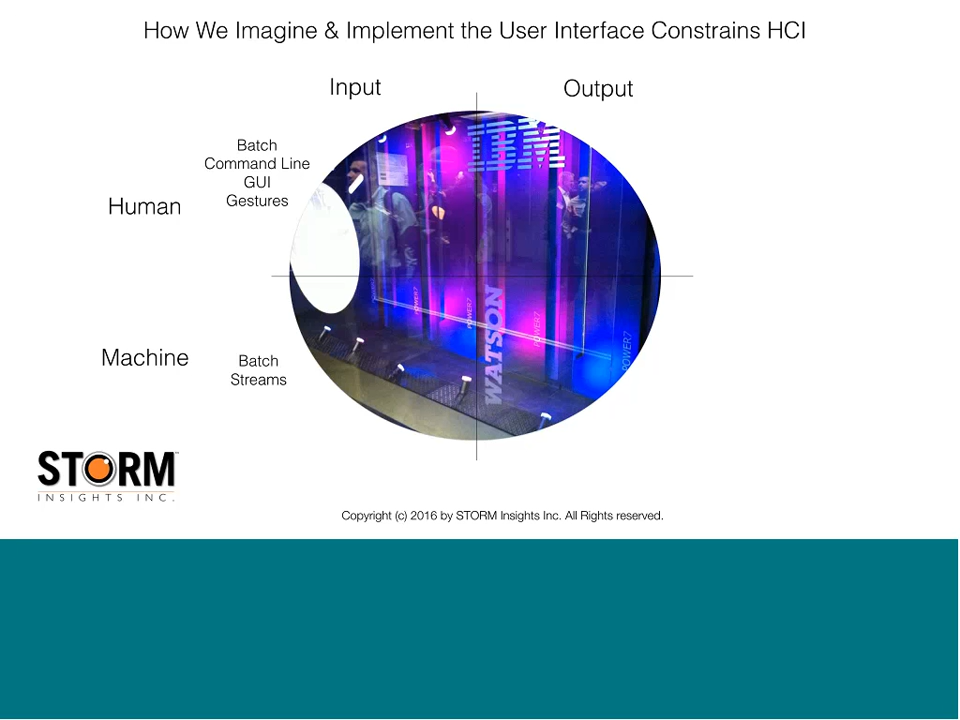 How We Imagine & Implement the User Interface Constrains HCI
Input
Output
Batch
Command Line
GUI
Gestures
Human
IBM
POWER7
POWER7
POWER7
POWER7
WATSON
Machine
Batch
Streams
STORM
INSIGHTS INC.
Copyright (c) 2016 by STORM Insights Inc. All Rights reserved.